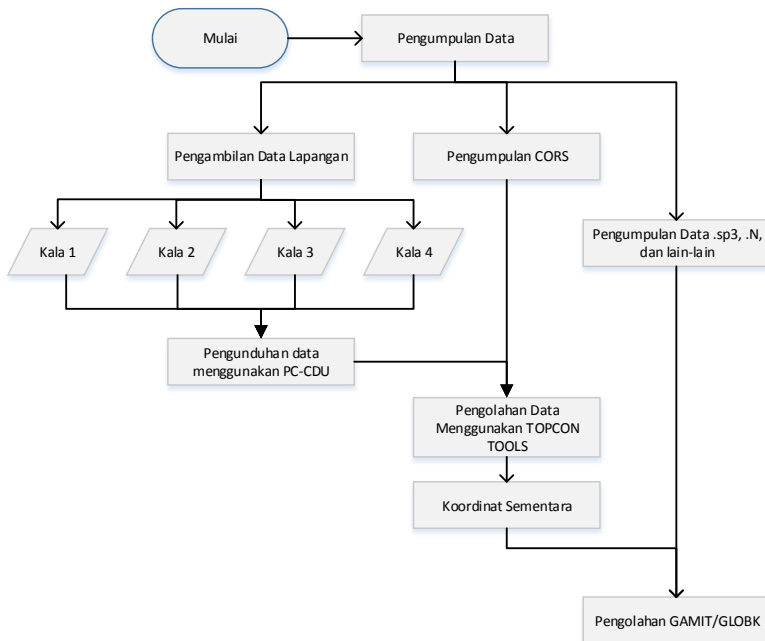 Mulai
Pengumpulan Data
Pengambilan Data Lapangan
Pengumpulan CORS
Kala 1
Kala 2
Kala 3
Kala 4
Pengumpulan Data .sp3, .N,
dan lain-lain
Pengunduhan data
menggunakan PC-CDU
Pengolahan Data
Menggunakan TOPCON
TOOLS
Koordinat Sementara
Pengolahan GAMIT/GLOBK